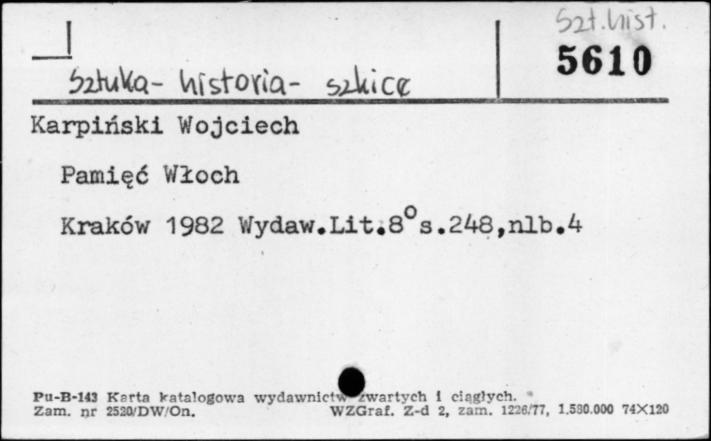 Szt. hist.
5610
Sztuka - historia - szkice
Karpiński Wojciech
Pamięć Włoch
Kraków 1982 Wydaw.Lit.8° s.248,nlb.4
Pu-B-143 Karta katalogowa wydawnictw zwartych i ciągłych.
Zam. nr 2520/DW/On. WZGraf. Z-d 2, zam. 1226/77, 1.580.000 74X120